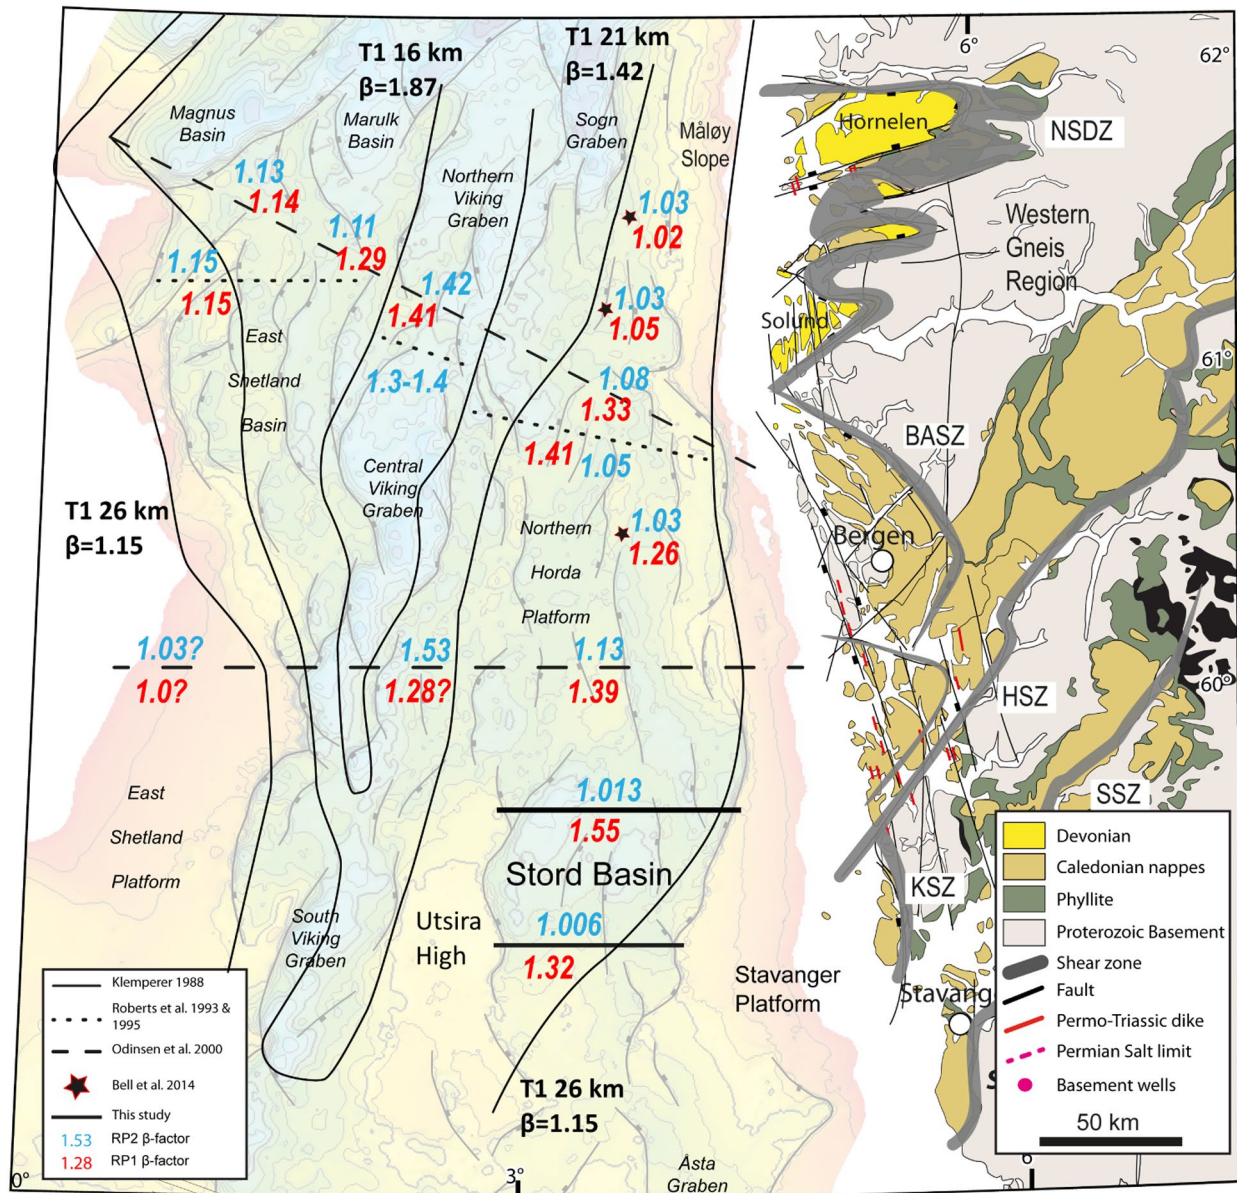 T1 16 km
β=1.87
T1 21 km
β=1.42
6°
62°
Magnus
Basin
Marulk
Basin
Sogn
Graben
Måløy
Slope
Hornelen
NSDZ
Northern
Viking
Graben
1.13
1.14
1.11
1.29
1.03
1.02
Western
Gneis
Region
1.15
1.15
1.42
1.41
1.03
1.05
Solund
East
Shetland
Basin
1.3-1.4
1.08
1.33
61°
1.41
1.05
BASZ
Central
Viking
Graben
T1 26 km
β=1.15
Northern
Horda
Platform
1.03
1.26
Bergen
1.03?
1.0?
1.53
1.28?
1.13
1.39
60°
HSZ
East
Shetland
Platform
1.013
1.55
SSZ
Stord Basin
KSZ
South
Viking
Graben
Utsira
High
1.006
1.32
Stavanger
Platform
Stavang
T1 26 km
β=1.15
Åsta
Graben
0°
3°
6
S
Klemperer 1988
Roberts et al. 1993 &
1995
Odinsen et al. 2000
Bell et al. 2014
This study
1.53 RP2 β-factor
1.28 RP1 β-factor
Devonian
Caledonian nappes
Phyllite
Proterozoic Basement
Shear zone
Fault
Permo-Triassic dike
Permian Salt limit
Basement wells
50 km